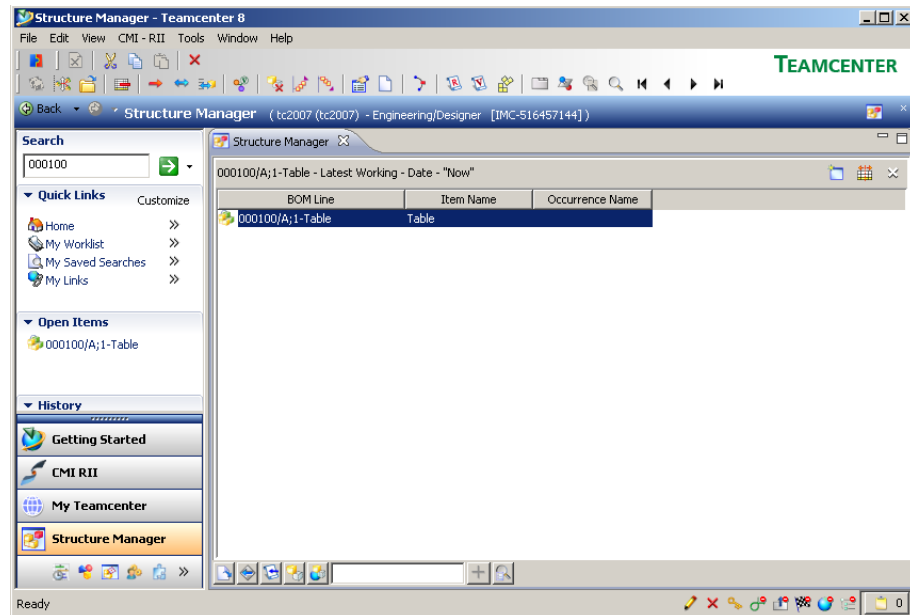 Structure Manager - Teamcenter 8
File Edit View CMI - RII Tools Window Help
TEAMCENTER
Back Structure Manager ( tc2007 (tc2007) - Engineering/Designer [IMC-516457144] )
Search
000100
Quick Links Customize
Home
My Worklist
My Saved Searches
My Links
Open Items
000100/A;1-Table
History
Getting Started
CMI RII
My Teamcenter
Structure Manager
Structure Manager
000100/A;1-Table - Latest Working - Date - "Now"
BOM Line Item Name Occurrence Name
000100/A;1-Table Table
Ready
0